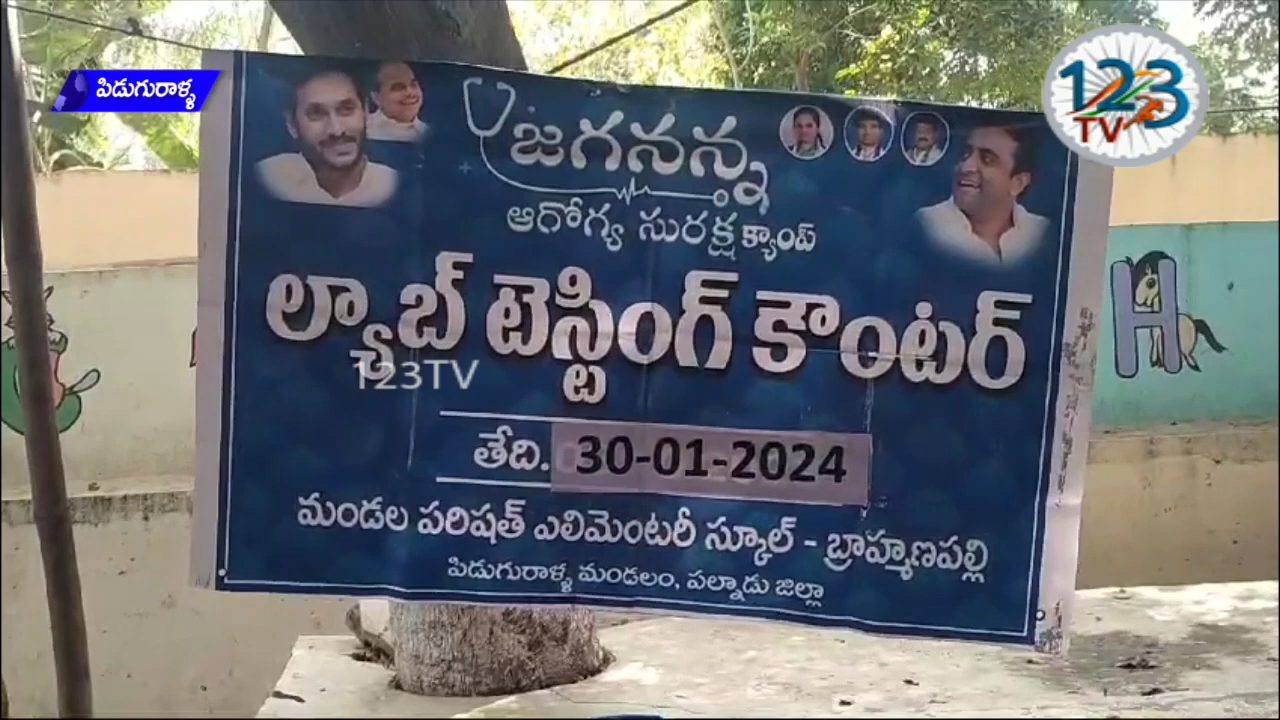 పిడుగురాళ్ళ
123
TV
జగనన్న
ఆరోగ్య సురక్ష క్యాంప్
ల్యాబ్ టెస్టింగ్ కౌంటర్
123TV
తేది. 30-01-2024
మండల పరిషత్ ఎలిమెంటరీ స్కూల్ - బ్రాహ్మణపల్లి
పిడుగురాళ్ళ మండలం, పల్నాడు జిల్లా
H